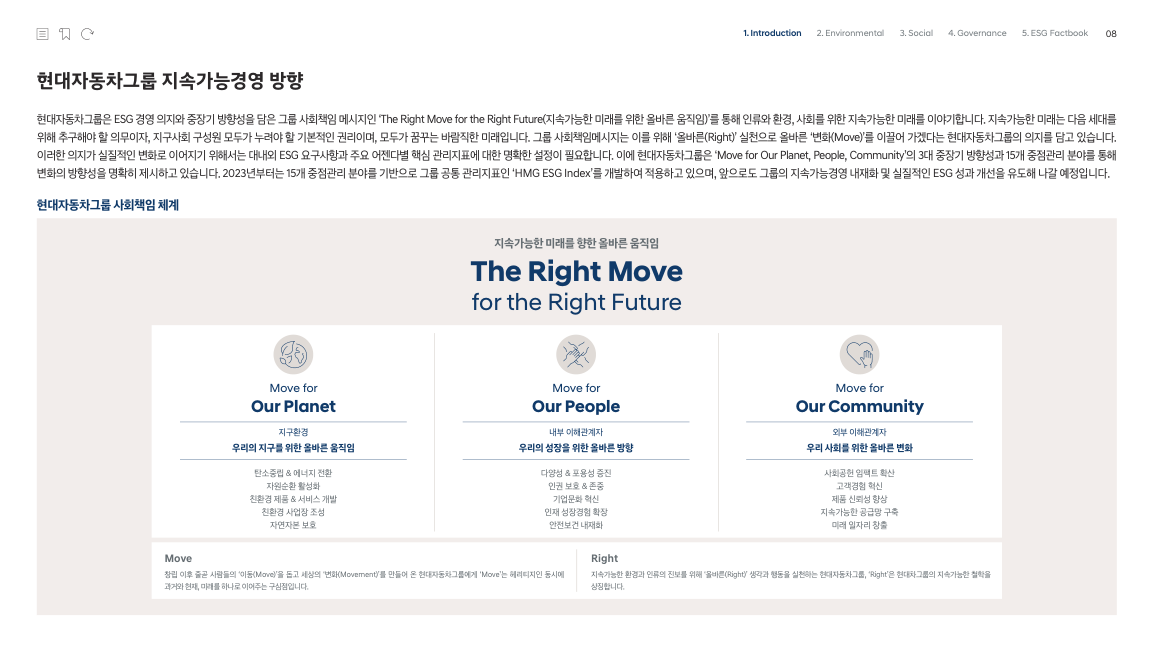 1. Introduction 2. Environmental 3. Social 4. Governance 5. ESG Factbook 08
현대자동차그룹 지속가능경영 방향
현대자동차그룹은 ESG 경영 의지와 중장기 방향성을 담은 그룹 사회책임 메시지인 ‘The Right Move for the Right Future(지속가능한 미래를 위한 올바른 움직임)’를 통해 인류와 환경, 사회를 위한 지속가능한 미래를 이야기합니다. 지속가능한 미래는 다음 세대를
위해 추구해야 할 의무이자, 지구사회 구성원 모두가 누려야 할 기본적인 권리이며, 모두가 꿈꾸는 바람직한 미래입니다. 그룹 사회책임메시지는 이를 위해 ‘올바른(Right)’ 실천으로 올바른 ‘변화(Move)’를 이끌어 가겠다는 현대자동차그룹의 의지를 담고 있습니다.
이러한 의지가 실질적인 변화로 이어지기 위해서는 대내외 ESG 요구사항과 주요 어젠다별 핵심 관리지표에 대한 명확한 설정이 필요합니다. 이에 현대자동차그룹은 ‘Move for Our Planet, People, Community’의 3대 중장기 방향성과 15개 중점관리 분야를 통해
변화의 방향성을 명확히 제시하고 있습니다. 2023년부터는 15개 중점관리 분야를 기반으로 그룹 공통 관리지표인 ‘HMG ESG Index’를 개발하여 적용하고 있으며, 앞으로도 그룹의 지속가능경영 내재화 및 실질적인 ESG 성과 개선을 유도해 나갈 예정입니다.
현대자동차그룹 사회책임 체계
지속가능한 미래를 향한 올바른 움직임
The Right Move
for the Right Future
Move for
Our Planet
지구환경
우리의 지구를 위한 올바른 움직임
탄소중립 & 에너지 전환
자원순환 활성화
친환경 제품 & 서비스 개발
친환경 사업장 조성
자연자본 보호
Move for
Our People
내부 이해관계자
우리의 성장을 위한 올바른 방향
다양성 & 포용성 증진
인권 보호 & 존중
기업문화 혁신
인재 성장경험 확장
안전보건 내재화
Move for
Our Community
외부 이해관계자
우리 사회를 위한 올바른 변화
사회공헌 임팩트 확산
고객경험 혁신
제품 신뢰성 향상
지속가능한 공급망 구축
미래 일자리 창출
Move
창립 이후 줄곧 사람들의 ‘이동(Move)’을 돕고 세상의 ‘변화(Movement)’를 만들어 온 현대자동차그룹에게 ‘Move’는 헤리티지인 동시에
과거와 현재, 미래를 하나로 이어주는 구심점입니다.
Right
지속가능한 환경과 인류의 진보를 위해 ‘올바른(Right)’ 생각과 행동을 실천하는 현대자동차그룹, ‘Right’은 현대차그룹의 지속가능한 철학을
상징합니다.